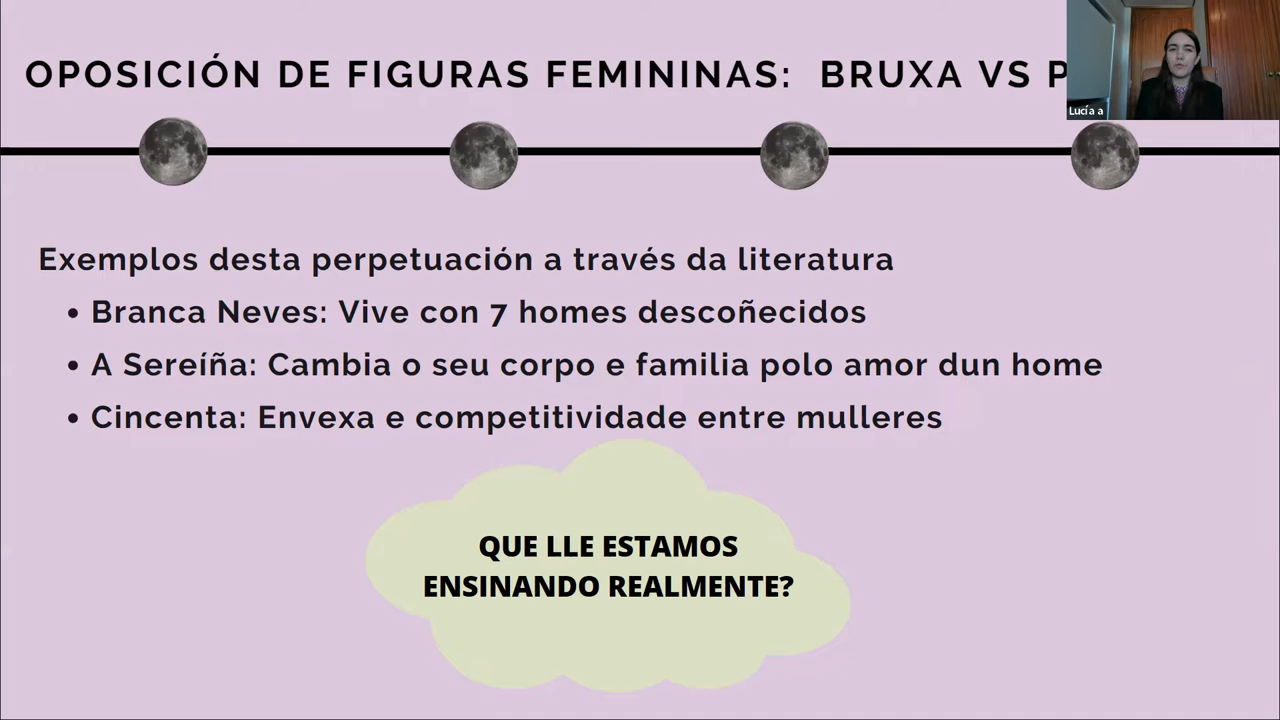 OPOSICIÓN DE FIGURAS FEMININAS: BRUXA VS
Lucía a
Exemplos desta perpetuación a través da literatura
• Branca Neves: Vive con 7 homes descoñecidos
• A Sereíña: Cambia o seu corpo e familia polo amor dun home
• Cincenta: Envexa e competitividade entre mulleres
QUE LLE ESTAMOS
ENSINANDO REALMENTE?